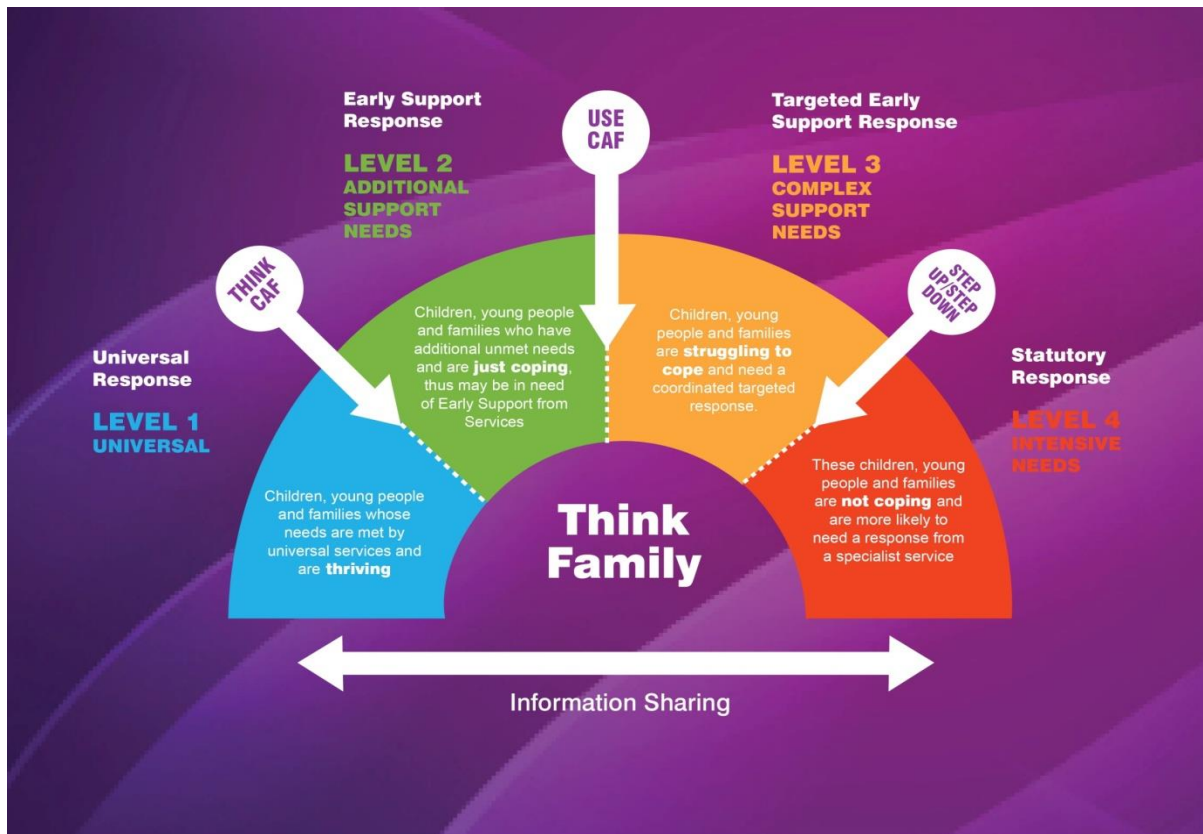 Universal
Response
LEVEL 1
UNIVERSAL
Children, young people
and families whose
needs are met by
universal services and
are thriving
THINK
CAF
Early Support
Response
LEVEL 2
ADDITIONAL
SUPPORT
NEEDS
Children, young people
and families who have
additional unmet needs
and are just coping,
thus may be in need
of Early Support from
Services
USE
CAF
Targeted Early
Support Response
LEVEL 3
COMPLEX
SUPPORT
NEEDS
Children, young
people and families
are struggling to
cope and need a
coordinated targeted
response.
STEP
UP/STEP
DOWN
Statutory
Response
LEVEL 4
INTENSIVE
NEEDS
These children, young
people and families
are not coping and
are more likely to
need a response from
a specialist service
Think
Family
Information Sharing